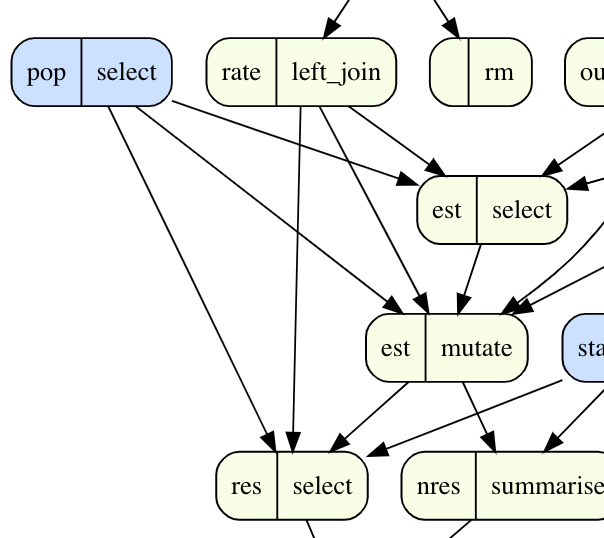 pop select
rate left_join
rm
ou
est select
est mutate
sta
res select
nres summarise